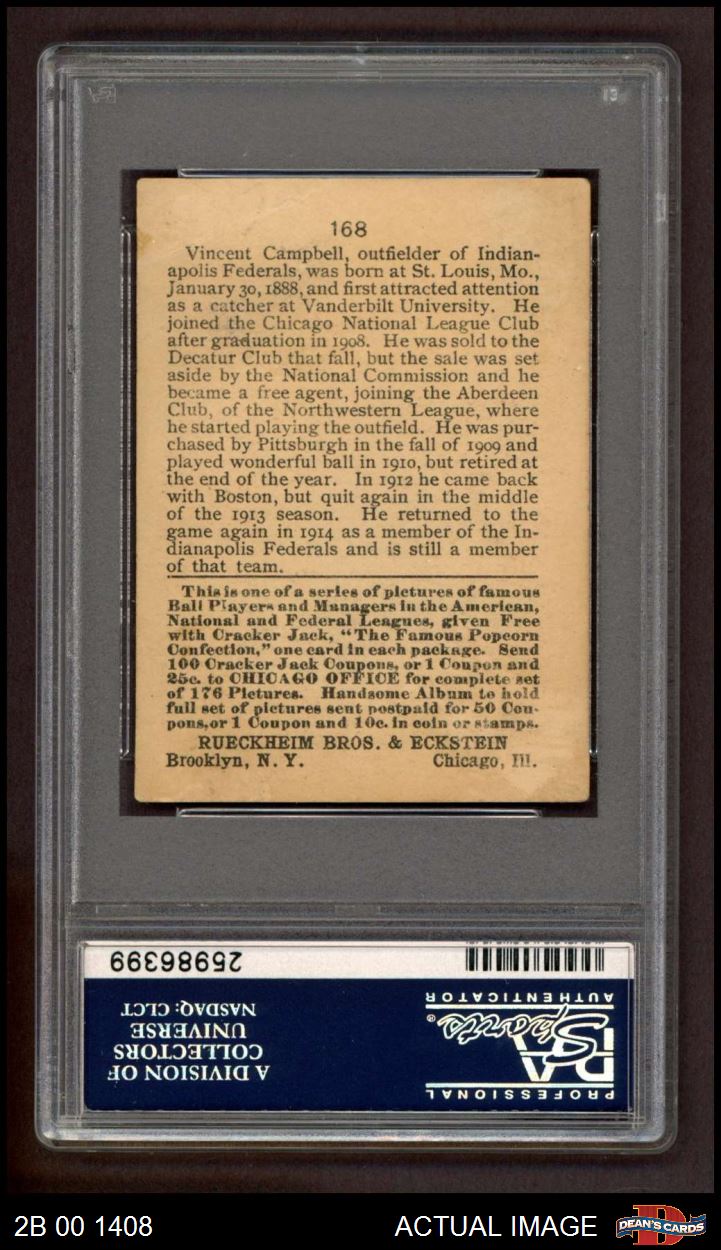 168
Vincent Campbell, outfielder of Indian-
apolis Federals, was born at St. Louis, Mo.,
January 30, 1888, and first attracted attention
as a catcher at Vanderbilt University. He
joined the Chicago National League Club
after graduation in 1908. He was sold to the
Decatur Club that fall, but the sale was set
aside by the National Commission and he
became a free agent, joining the Aberdeen
Club, of the Northwestern League, where
he started playing the outfield. He was pur-
chased by Pittsburgh in the fall of 1909 and
played wonderful ball in 1910, but retired at
the end of the year. In 1912 he came back
with Boston, but quit again in the middle
of the 1913 season. He returned to the
game again in 1914 as a member of the In-
dianapolis Federals and is still a member
of that team.
This is one of a series of pictures of famous
Ball Players and Managers in the American,
National and Federal Leagues, given Free
with Cracker Jack, "The Famous Popcorn
Confection," one card in each package. Send
100 Cracker Jack Coupons, or 1 Coupon and
25c. to CHICAGO OFFICE for complete set
of 176 Pictures. Handsome Album to hold
full set of pictures sent postpaid for 50 Cou-
pons, or 1 Coupon and 10c. in coin or stamps.
RUECKHEIM BROS. & ECKSTEIN
Brooklyn, N. Y. Chicago, Ill.
PROFESSIONAL
PSA
Sports®
AUTHENTICATOR
A DIVISION OF
COLLECTORS
UNIVERSE
NASDAQ: CLCT
25986399
2B 00 1408 ACTUAL IMAGE
DEAN'S CARDS